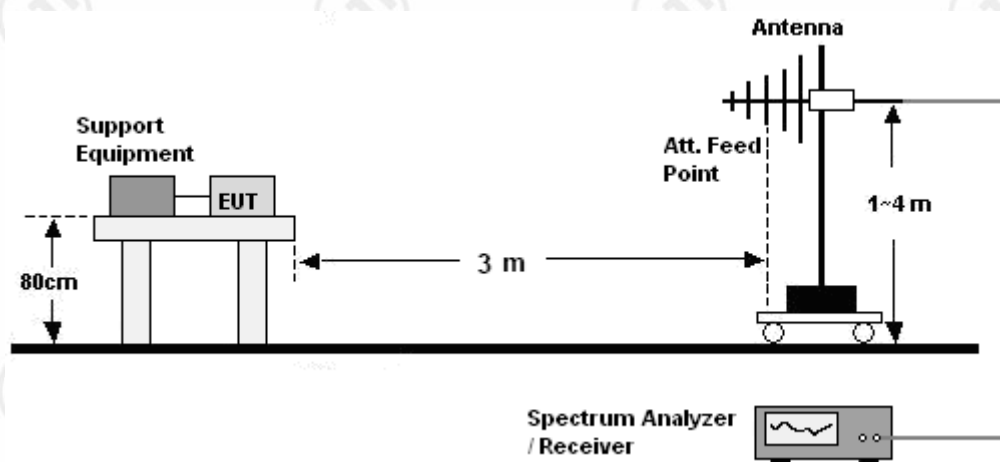 Antenna
Support
Equipment
Att. Feed
Point
EUT
1~4 m
80cm
3 m
Spectrum Analyzer
/ Receiver